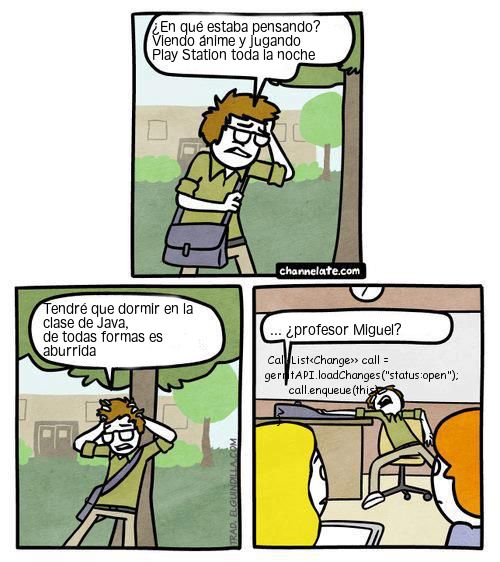 ¿En qué estaba pensando?
Viendo ánime y jugando
Play Station toda la noche
channelate.com
Tendré que dormir en la
clase de Java,
de todas formas es
aburrida
TRAD. ELGUINDILLA.COM
... ¿profesor Miguel?
List<Change>> call =
gerritAPI.loadChanges("status:open");
call.enqueue(this)